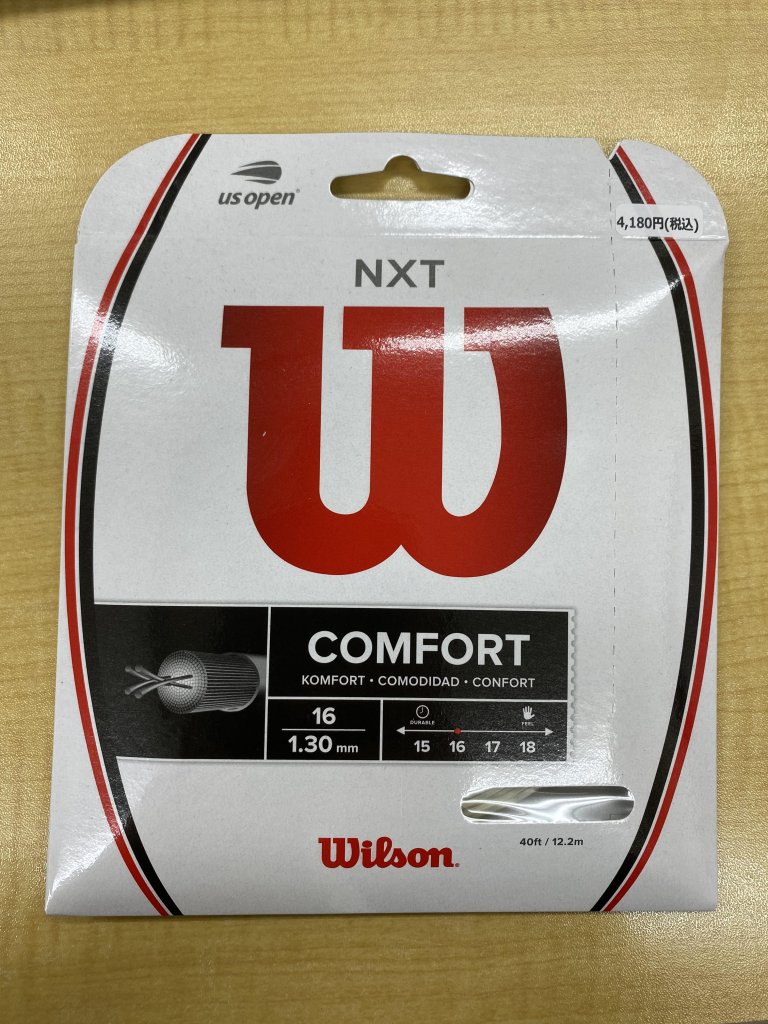 us open
4,180円(税込)
NXT
W
COMFORT
KOMFORT • COMODIDAD • CONFORT
16
1.30 mm
DURABLE
FEEL
15 16 17 18
40ft / 12.2m
Wilson.